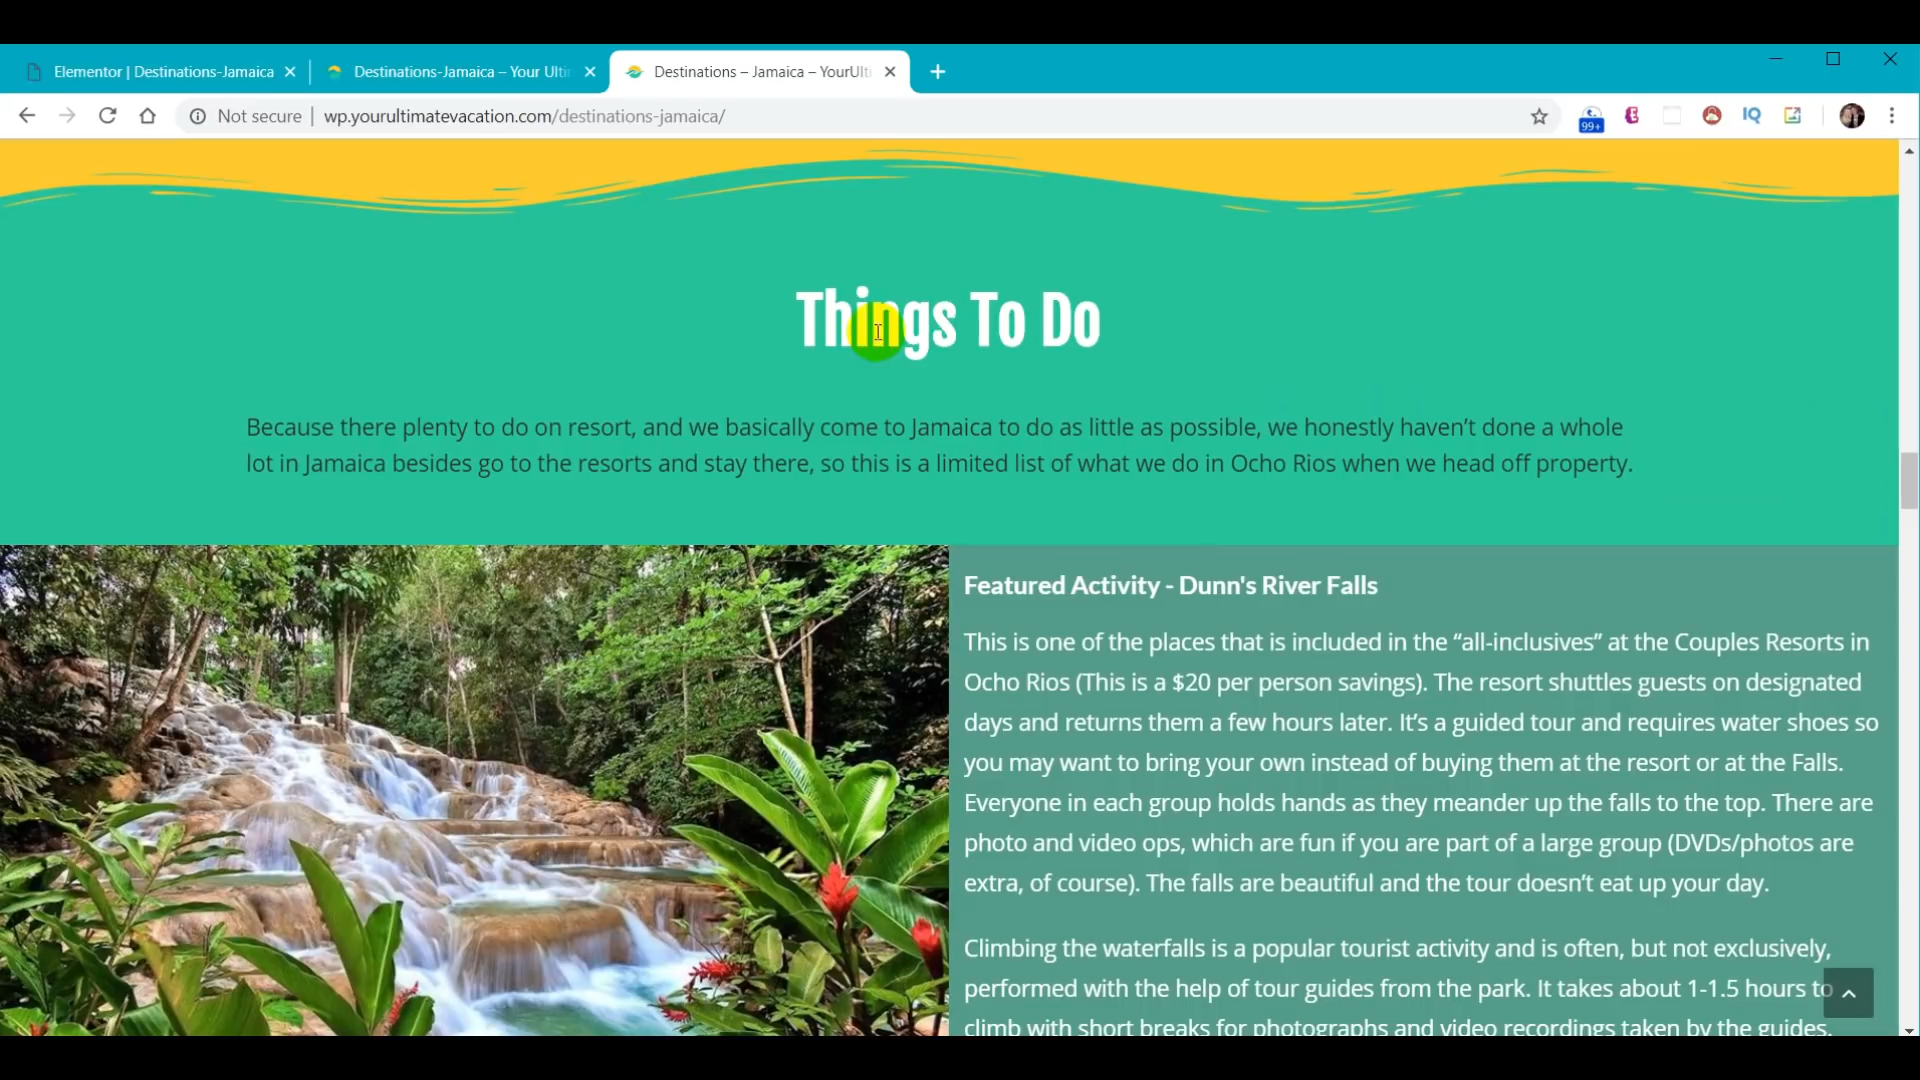 Elementor | Destinations-Jamaica
Destinations-Jamaica – Your Ulti
Destinations – Jamaica – YourUlti
Not secure | wp.yourultimatevacation.com/destinations-jamaica/
99+
IQ
Things To Do
Because there plenty to do on resort, and we basically come to Jamaica to do as little as possible, we honestly haven’t done a whole
lot in Jamaica besides go to the resorts and stay there, so this is a limited list of what we do in Ocho Rios when we head off property.
Featured Activity - Dunn's River Falls
This is one of the places that is included in the “all-inclusives” at the Couples Resorts in
Ocho Rios (This is a $20 per person savings). The resort shuttles guests on designated
days and returns them a few hours later. It’s a guided tour and requires water shoes so
you may want to bring your own instead of buying them at the resort or at the Falls.
Everyone in each group holds hands as they meander up the falls to the top. There are
photo and video ops, which are fun if you are part of a large group (DVDs/photos are
extra, of course). The falls are beautiful and the tour doesn’t eat up your day.
Climbing the waterfalls is a popular tourist activity and is often, but not exclusively,
performed with the help of tour guides from the park. It takes about 1-1.5 hours to
climb with short breaks for photographs and video recordings taken by the guides.